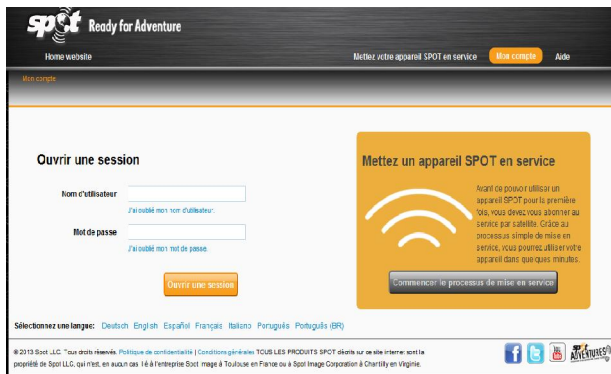 spot Ready for Adventure
Home website
Mettez votre appareil SPOT en service Mon compte Aide
Mon compte
Ouvrir une session
Nom d'utilisateur
J'ai oublié mon nom d'utilisateur.
Mot de passe
J'ai oublié mon mot de passe.
Ouvrir une session
Mettez un appareil SPOT en service
Avant de pouvoir utiliser un
appareil SPOT pour la première
fois, vous devez vous abonner au
service par satellite. Grâce au
processus simple de mise en
service, vous pourrez utiliser votre
appareil dans quelques minutes.
Commencer le processus de mise en service
Sélectionnez une langue: Deutsch English Español Français Italiano Português Português (BR)
© 2013 Spot LLC. Tous droits réservés. Politique de confidentialité | Conditions générales TOUS LES PRODUITS SPOT décrits sur ce site internet sont la
propriété de Spot LLC, qui n'est, en aucun cas lié à l'entreprise Spot Image à Toulouse en France ou à Spot Image Corporation à Chantilly en Virginie.
f You Tube spot ADVENTURES